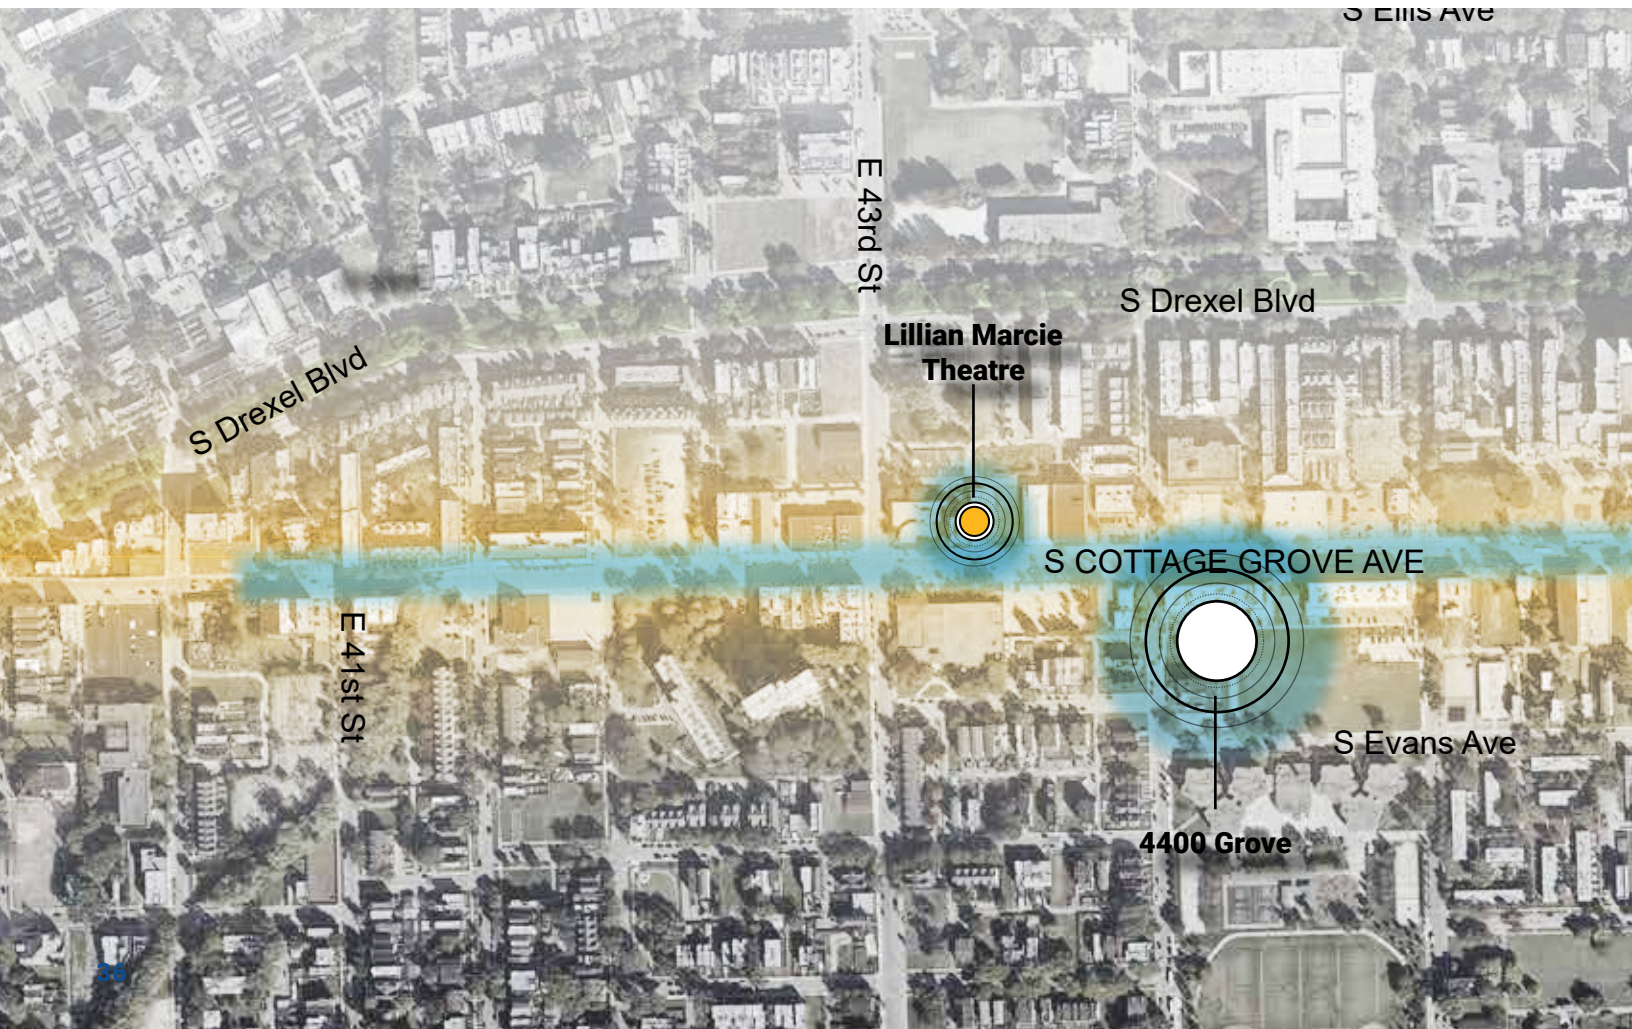 S Ellis Ave
E 43rd St
S Drexel Blvd
Lillian Marcie
Theatre
S Drexel Blvd
S COTTAGE GROVE AVE
E 41st St
S Evans Ave
4400 Grove
36